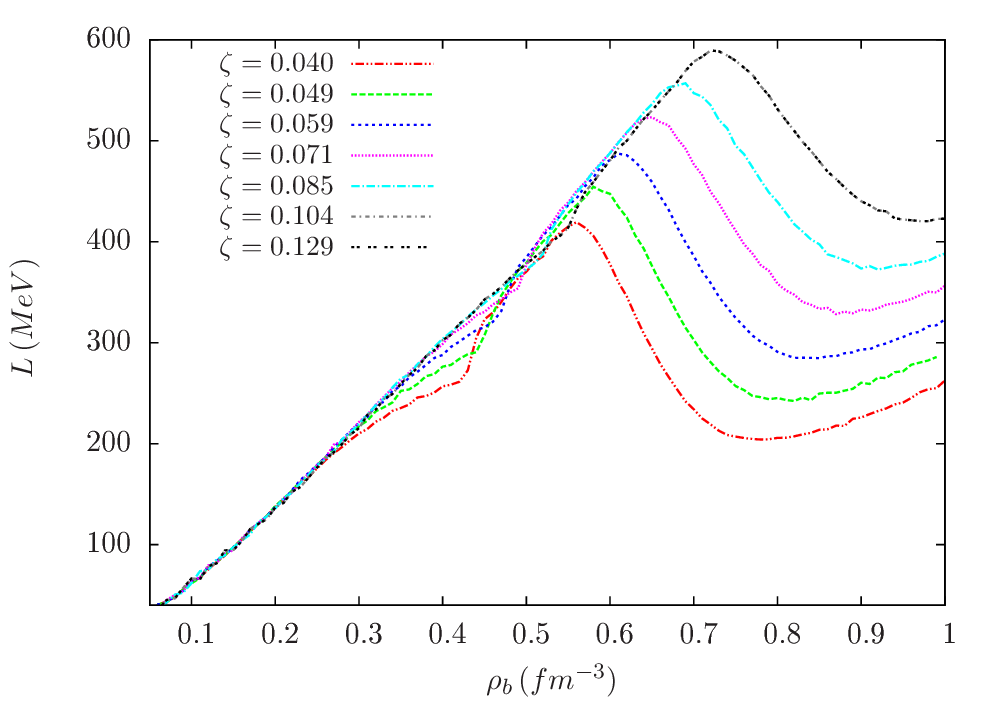 600
500
400
300
200
100
L (MeV)
ζ = 0.040
ζ = 0.049
ζ = 0.059
ζ = 0.071
ζ = 0.085
ζ = 0.104
ζ = 0.129
0.1 0.2 0.3 0.4 0.5 0.6 0.7 0.8 0.9 1
ρ_b (fm⁻³)